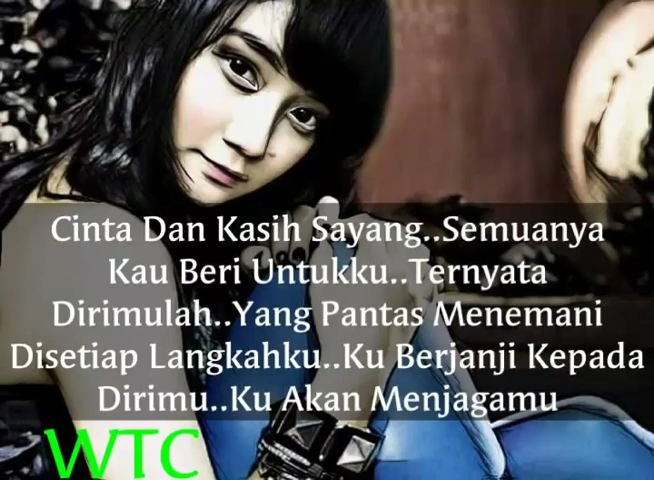 Cinta Dan Kasih Sayang..Semuanya
Kau Beri Untukku..Ternyata
Dirimulah..Yang Pantas Menemani
Disetiap Langkahku..Ku Berjanji Kepada
Dirimu..Ku Akan Menjagamu
WTC